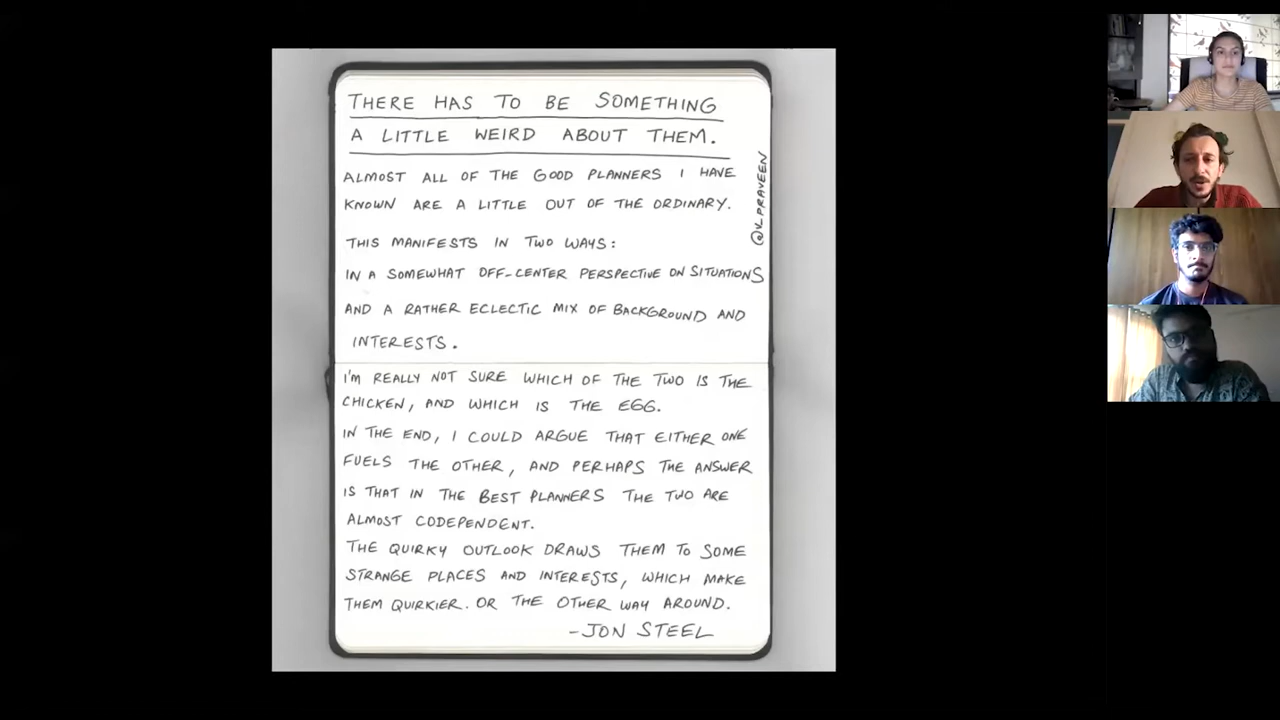 THERE HAS TO BE SOMETHING
A LITTLE WEIRD ABOUT THEM.
ALMOST ALL OF THE GOOD PLANNERS I HAVE
KNOWN ARE A LITTLE OUT OF THE ORDINARY.
THIS MANIFESTS IN TWO WAYS:
IN A SOMEWHAT OFF-CENTER PERSPECTIVE ON SITUATIONS
AND A RATHER ECLECTIC MIX OF BACKGROUND AND
INTERESTS.
I'M REALLY NOT SURE WHICH OF THE TWO IS THE
CHICKEN, AND WHICH IS THE EGG.
IN THE END, I COULD ARGUE THAT EITHER ONE
FUELS THE OTHER, AND PERHAPS THE ANSWER
IS THAT IN THE BEST PLANNERS THE TWO ARE
ALMOST CODEPENDENT.
THE QUIRKY OUTLOOK DRAWS THEM TO SOME
STRANGE PLACES AND INTERESTS, WHICH MAKE
THEM QUIRKIER. OR THE OTHER WAY AROUND.
-JON STEEL
@VLPRAVEEN